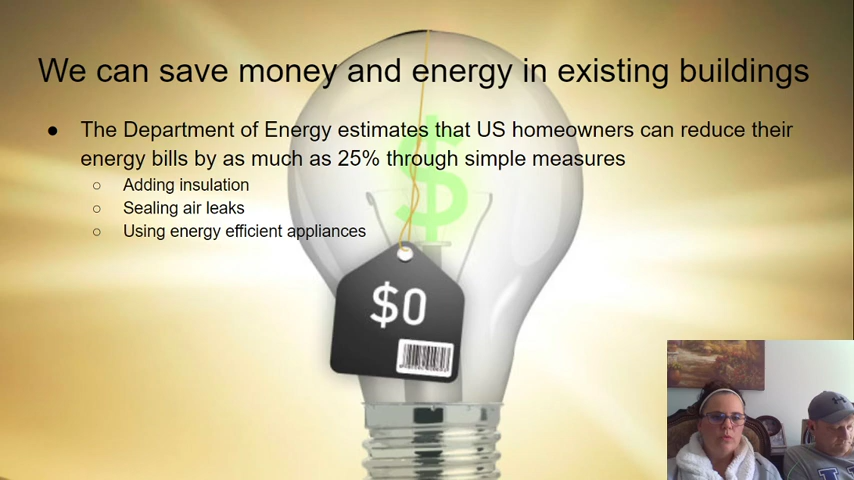 We can save money and energy in existing buildings
● The Department of Energy estimates that US homeowners can reduce their
energy bills by as much as 25% through simple measures
○ Adding insulation
○ Sealing air leaks
○ Using energy efficient appliances
$
$0